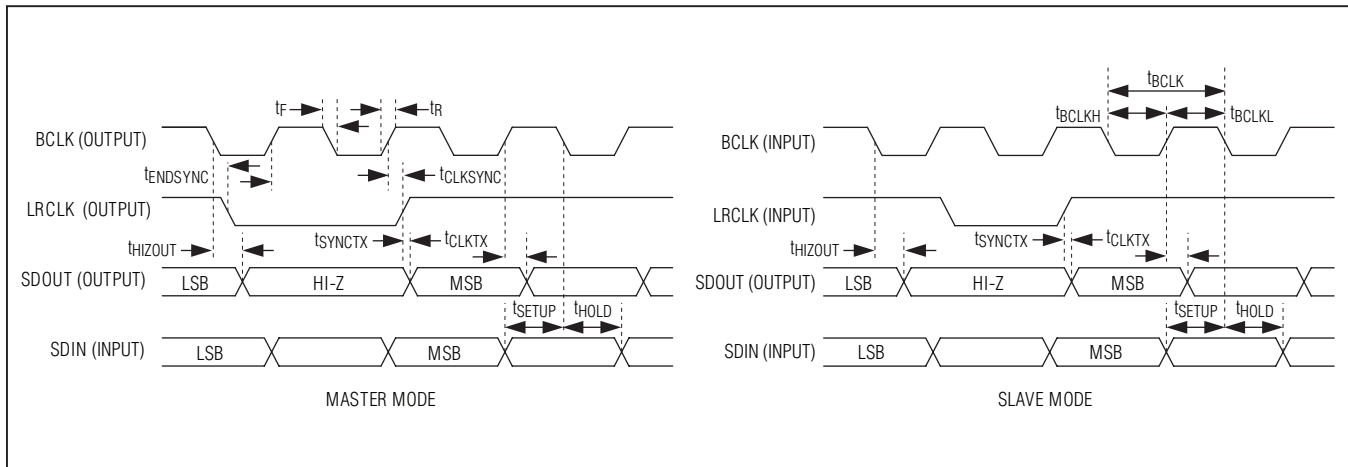 tF
tR
BCLK (OUTPUT)
tENDSYNC
tCLKSYNC
LRCLK (OUTPUT)
tHIZOUT
tSYNCTX
tCLKTX
SDOUT (OUTPUT)
LSB
HI-Z
MSB
tSETUP
tHOLD
SDIN (INPUT)
LSB
MSB
MASTER MODE
tBCLK
tBCLKH
tBCLKL
BCLK (INPUT)
LRCLK (INPUT)
tHIZOUT
tSYNCTX
tCLKTX
SDOUT (OUTPUT)
LSB
HI-Z
MSB
tSETUP
tHOLD
SDIN (INPUT)
LSB
MSB
SLAVE MODE